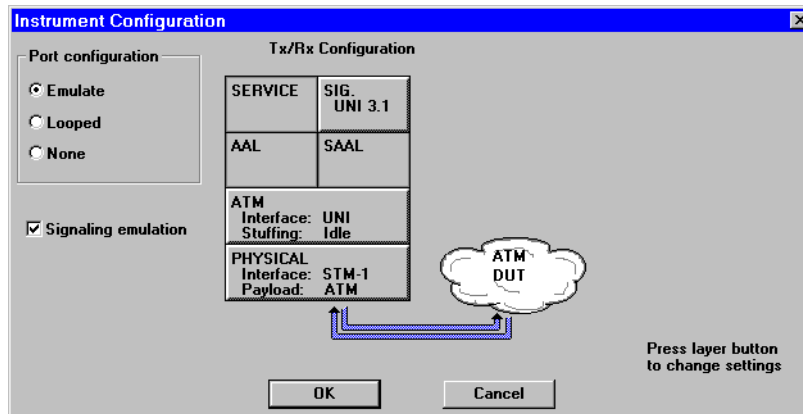 Instrument Configuration
Port configuration
Emulate
Looped
None
Signaling emulation
Tx/Rx Configuration
SERVICE
SIG.
UNI 3.1
AAL
SAAL
ATM
Interface: UNI
Stuffing: Idle
PHYSICAL
Interface: STM-1
Payload: ATM
ATM
DUT
Press layer button
to change settings
OK
Cancel